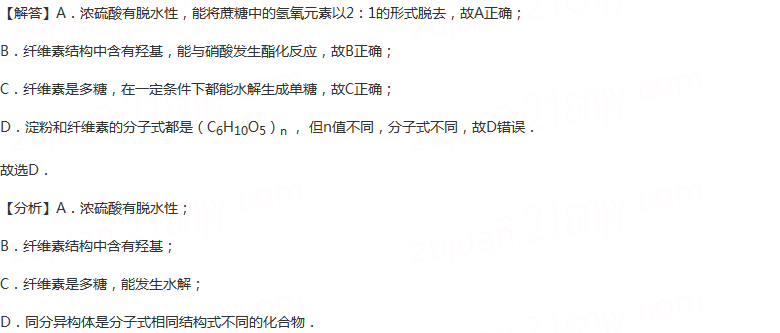 【解答】A．浓硫酸有脱水性，能将蔗糖中的氢氧元素以2：1的形式脱去，故A正确；
B．纤维素结构中含有羟基，能与硝酸发生酯化反应，故B正确；
C．纤维素是多糖，在一定条件下都能水解生成单糖，故C正确；
D．淀粉和纤维素的分子式都是（C₆H₁₀O₅）ₙ ，但n值不同，分子式不同，故D错误．
故选D．
【分析】A．浓硫酸有脱水性；
B．纤维素结构中含有羟基；
C．纤维素是多糖，能发生水解；
D．同分异构体是分子式相同结构式不同的化合物．